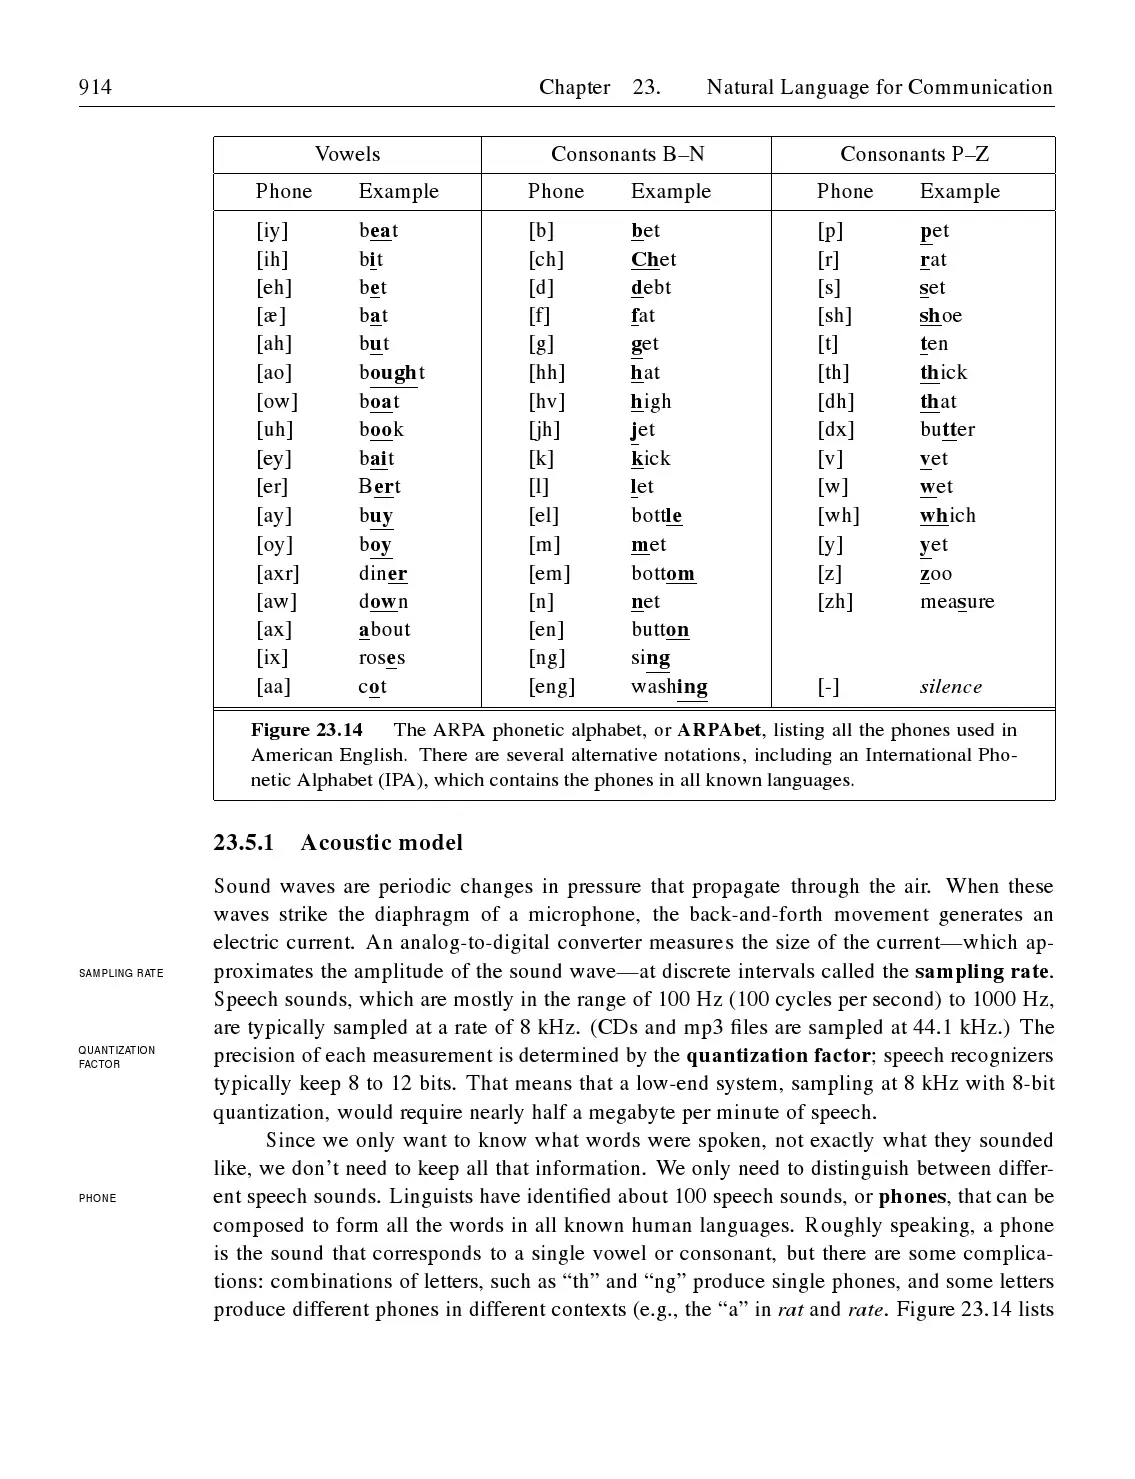 914 Chapter 23. Natural Language for Communication
Vowels Consonants B–N Consonants P–Z
Phone Example Phone Example Phone Example
[iy] beat [b] bet [p] pet
[ih] bit [ch] Chet [r] rat
[eh] bet [d] debt [s] set
[æ] bat [f] fat [sh] shoe
[ah] but [g] get [t] ten
[ao] bought [hh] hat [th] thick
[ow] boat [hv] high [dh] that
[uh] book [jh] jet [dx] butter
[ey] bait [k] kick [v] vet
[er] Bert [l] let [w] wet
[ay] buy [el] bottle [wh] which
[oy] boy [m] met [y] yet
[axr] diner [em] bottom [z] zoo
[aw] down [n] net [zh] measure
[ax] about [en] button
[ix] roses [ng] sing
[aa] cot [eng] washing [-] silence
Figure 23.14 The ARPA phonetic alphabet, or ARPAbet, listing all the phones used in
American English. There are several alternative notations, including an International Pho-
netic Alphabet (IPA), which contains the phones in all known languages.
23.5.1 Acoustic model
Sound waves are periodic changes in pressure that propagate through the air. When these
waves strike the diaphragm of a microphone, the back-and-forth movement generates an
electric current. An analog-to-digital converter measures the size of the current—which ap-
SAMPLING RATE proximates the amplitude of the sound wave—at discrete intervals called the sampling rate.
Speech sounds, which are mostly in the range of 100 Hz (100 cycles per second) to 1000 Hz,
are typically sampled at a rate of 8 kHz. (CDs and mp3 files are sampled at 44.1 kHz.) The
QUANTIZATION
FACTOR
precision of each measurement is determined by the quantization factor; speech recognizers
typically keep 8 to 12 bits. That means that a low-end system, sampling at 8 kHz with 8-bit
quantization, would require nearly half a megabyte per minute of speech.
Since we only want to know what words were spoken, not exactly what they sounded
like, we don't need to keep all that information. We only need to distinguish between differ-
PHONE ent speech sounds. Linguists have identified about 100 speech sounds, or phones, that can be
composed to form all the words in all known human languages. Roughly speaking, a phone
is the sound that corresponds to a single vowel or consonant, but there are some complica-
tions: combinations of letters, such as “th” and “ng” produce single phones, and some letters
produce different phones in different contexts (e.g., the “a” in rat and rate. Figure 23.14 lists